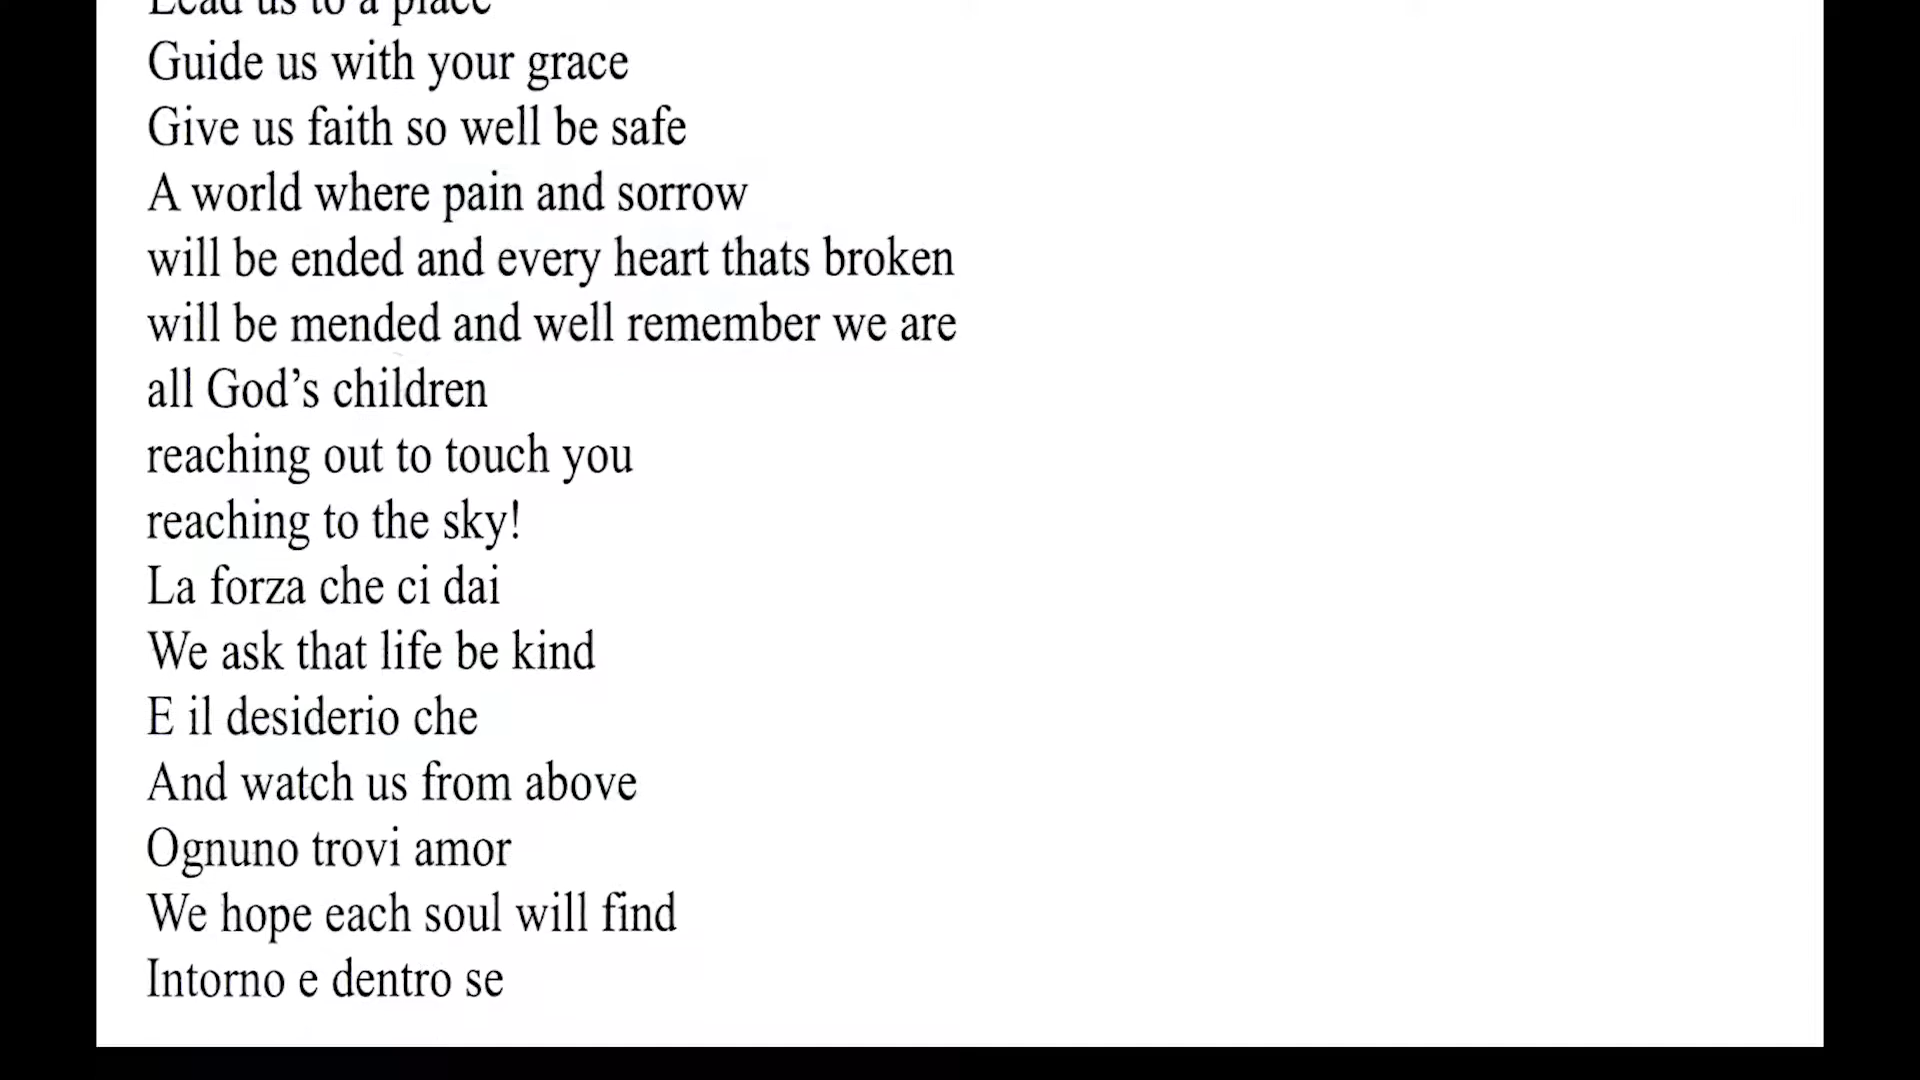 Lead us to a place
Guide us with your grace
Give us faith so well be safe
A world where pain and sorrow
will be ended and every heart thats broken
will be mended and well remember we are
all God’s children
reaching out to touch you
reaching to the sky!
La forza che ci dai
We ask that life be kind
E il desiderio che
And watch us from above
Ognuno trovi amor
We hope each soul will find
Intorno e dentro se